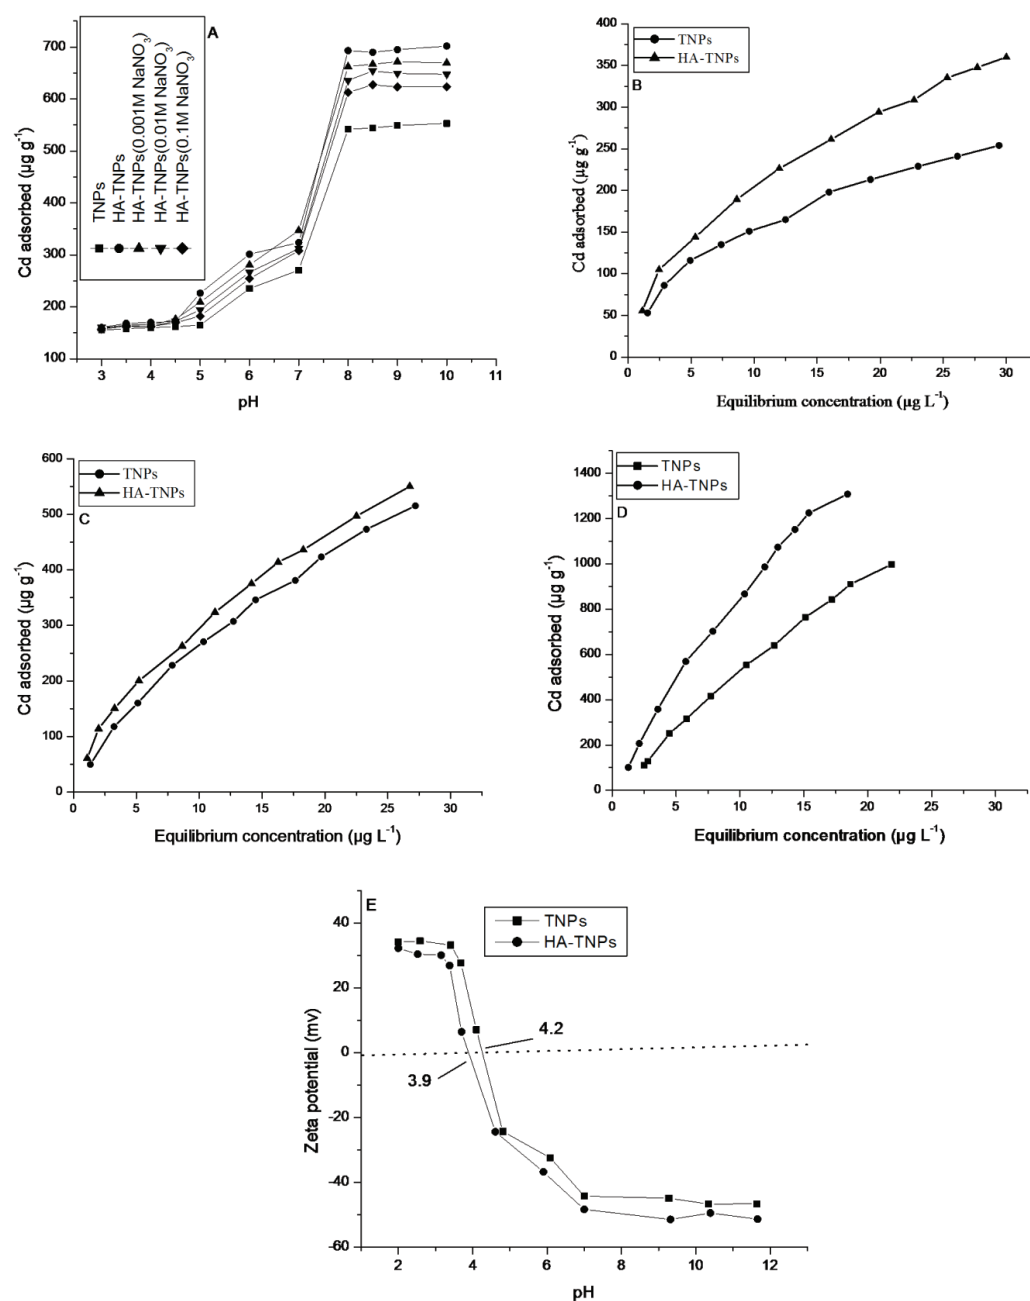 A
TNPs
HA-TNPs
HA-TNPs(0.001M NaNO₃)
HA-TNPs(0.01M NaNO₃)
HA-TNPs(0.1M NaNO₃)
Cd adsorbed (µg g⁻¹)
700
600
500
400
300
200
100
3 4 5 6 7 8 9 10 11
pH
B
TNPs
HA-TNPs
Cd adsorbed (µg g⁻¹)
400
350
300
250
200
150
100
50
0
0 5 10 15 20 25 30
Equilibrium concentration (µg L⁻¹)
C
TNPs
HA-TNPs
Cd adsorbed (µg g⁻¹)
600
500
400
300
200
100
0
0 5 10 15 20 25 30
Equilibrium concentration (µg L⁻¹)
D
TNPs
HA-TNPs
Cd adsorbed (µg g⁻¹)
1400
1200
1000
800
600
400
200
0
0 5 10 15 20 25 30
Equilibrium concentration (µg L⁻¹)
E
TNPs
HA-TNPs
Zeta potential (mv)
40
20
0
-20
-40
-60
4.2
3.9
2 4 6 8 10 12
pH